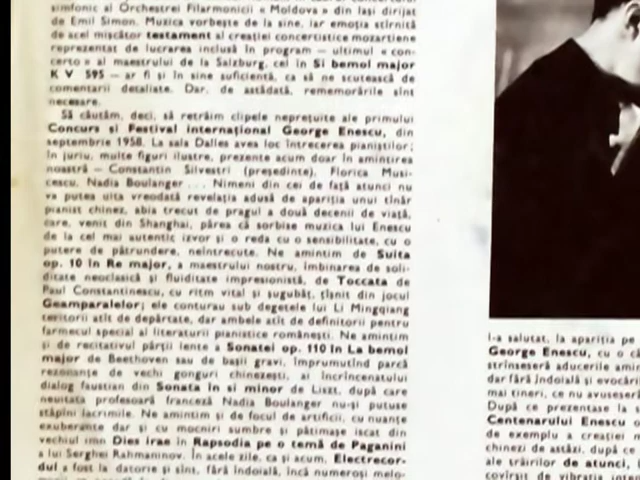 simfonic al Orchestrei Filarmonicii « Moldova » din Iași dirijat
de Emil Simon. Muzica vorbește de la sine, iar emoția stîrnită
de acel mișcător testament al creației concertistice mozartiene
reprezentat de lucrarea inclusă în program — ultimul « con-
certo » al maestrului de la Salzburg, cel în Si bemol major
K V 595 — ar fi și în sine suficientă, ca să ne scutească de
comentarii detaliate. Dar, de astădată, rememorările sînt
necesare.
Să căutăm, deci, să retrăim clipele neprețuite ale primului
Concurs și Festival internațional George Enescu, din
septembrie 1958. La sala Dalles avea loc întrecerea pianiștilor;
în juriu, multe figuri ilustre, prezente acum doar în amintirea
noastră — Constantin Silvestri (președinte), Florica Musi-
cescu, Nadia Boulanger ... Nimeni din cei de față atunci nu
va putea uita vreodată revelația adusă de apariția unui tînăr
pianist chinez, abia trecut de pragul a două decenii de viață,
care, venit din Shanghai, părea că sorbise muzica lui Enescu
de la cel mai autentic izvor și o reda cu o sensibilitate, cu o
putere de pătrundere, neîntrecute. Ne amintim de Suita
op. 10 în Re major, a maestrului nostru, îmbinarea de soli-
ditate neoclasică și fluiditate impresionistă, de Toccata de
Paul Constantinescu, cu ritm vital și sugubăț, țîșnit din jocul
Geamparalelor; ele conturau sub degetele lui Li Mingqiang
teritorii atît de depărtate, dar ambele atît de definitorii pentru
farmecul special al literaturii pianistice românești. Ne amintim
și de recitativul părții lente a Sonatei op. 110 în La bemol
major de Beethoven sau de bașii gravi, împrumutînd parcă
rezonanțe de vechi gonguri chinezești, ai încrîncenatului
dialog faustian din Sonata în si minor de Liszt, după care
neuitata profesoară franceză Nadia Boulanger nu-și putuse
stăpîni lacrimile. Ne amintim și de focul de artificii, cu nuanțe
exuberante dar și cu mocniri sumbre și pătimașe iscat din
vechiul imn Dies irae în Rapsodia pe o temă de Paganini
a lui Serghei Rahmaninov. În acele zile, ca și acum, Electrecor-
dul a fost la datorie și sînt, fără îndoială, încă numeroși melo-
l-a salutat, la apariția pe
George Enescu, cu o
strînseseră aducerile
dar fără îndoială și
mai tineri, ce nu
După ce prezentase la
Centenarului Enescu
de exemplu a creației
chinezi de astăzi, după ce
ale trăirilor de atunci,
covîrșit de vibrația